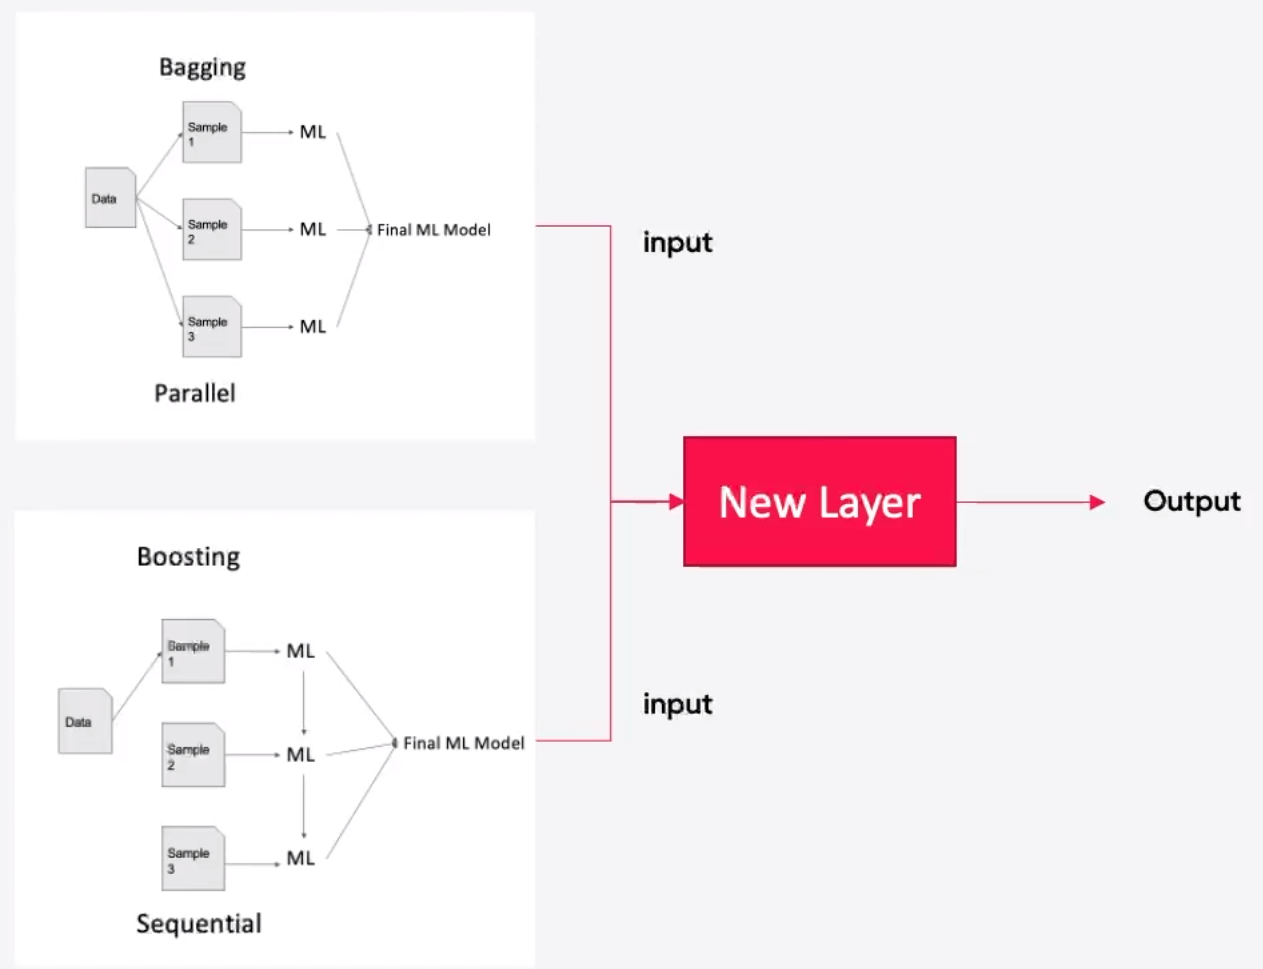 Bagging
Sample
1
ML
Data
Sample
2
ML
Final ML Model
Sample
3
ML
Parallel
input
New Layer
Output
Boosting
Sample
1
ML
Data
Sample
2
ML
Final ML Model
Sample
3
ML
Sequential
input